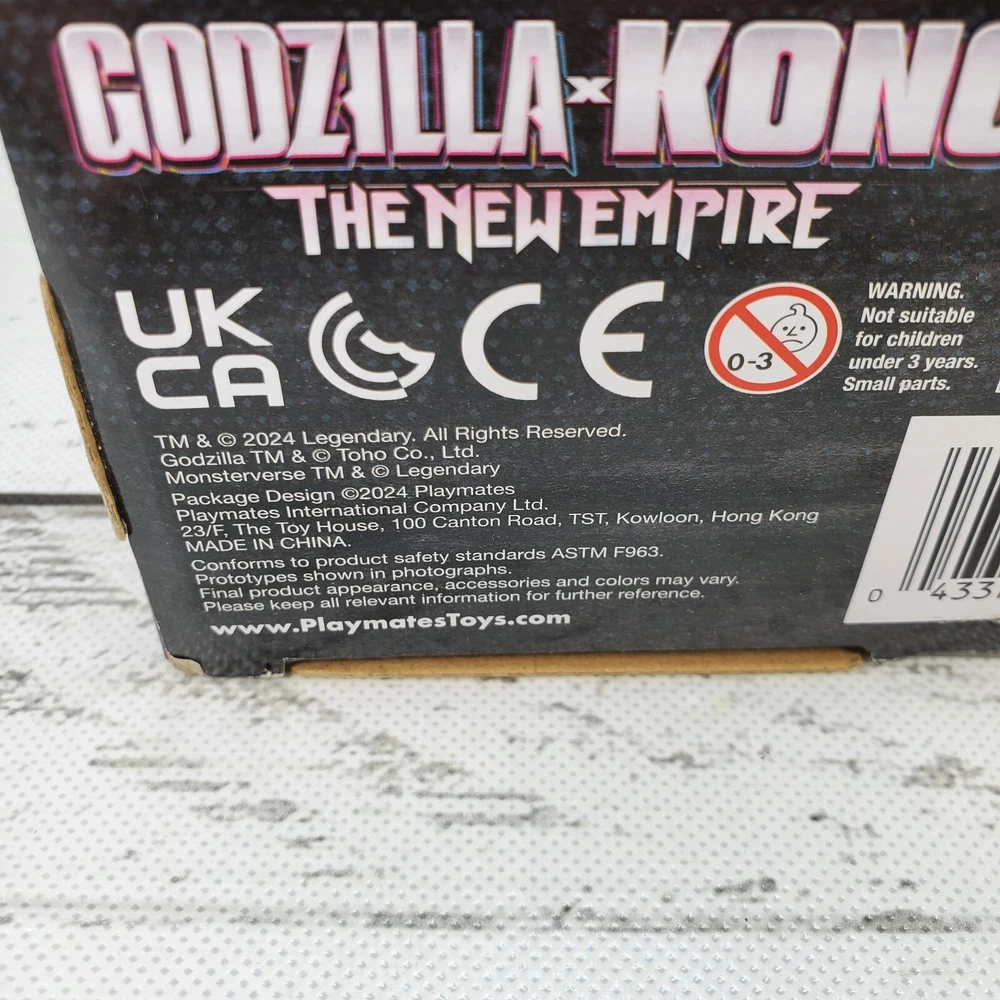 GODZILLA x KONG
THE NEW EMPIRE
UK
CA
CE
0-3
WARNING.
Not suitable
for children
under 3 years.
Small parts.
TM & © 2024 Legendary. All Rights Reserved.
Godzilla TM & © Toho Co., Ltd.
Monsterverse TM & © Legendary
Package Design ©2024 Playmates
Playmates International Company Ltd.
23/F, The Toy House, 100 Canton Road, TST, Kowloon, Hong Kong
MADE IN CHINA.
Conforms to product safety standards ASTM F963.
Prototypes shown in photographs.
Final product appearance, accessories and colors may vary.
Please keep all relevant information for further reference.
www.PlaymatesToys.com
0 433